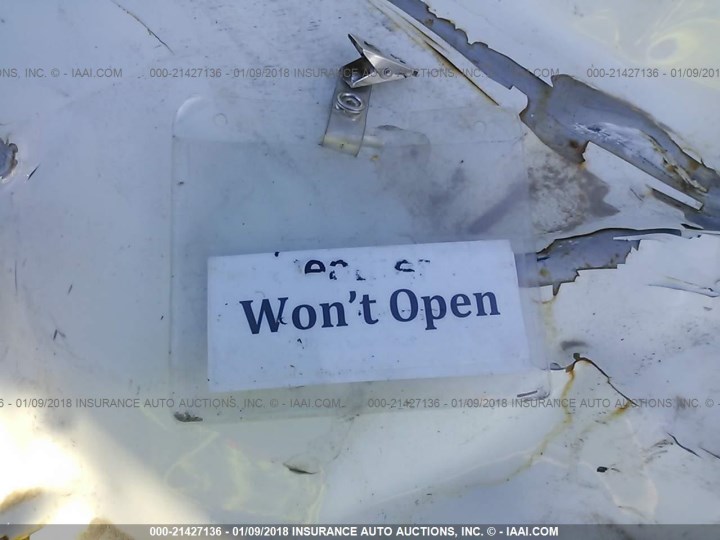 S, INC. © - IAAI.COM 000-21427136 - 01/09/2018 INSURANCE AUTO AUCTIONS, INC. © - IAAI.COM 000-21427136 - 01/09/2018
Won't Open
6 - 01/09/2018 INSURANCE AUTO AUCTIONS, INC. © - IAAI.COM 000-21427136 - 01/09/2018 INSURANCE AUTO AUCTIONS, INC. © -
000-21427136 - 01/09/2018 INSURANCE AUTO AUCTIONS, INC. © - IAAI.COM